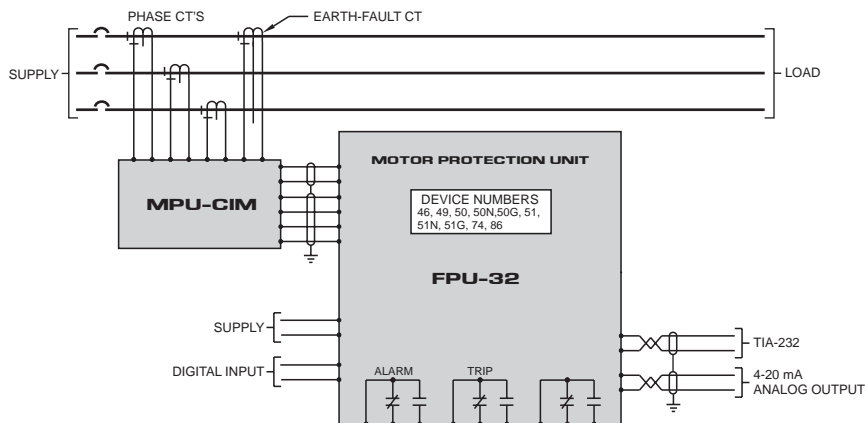 PHASE CT'S
EARTH-FAULT CT
SUPPLY
LOAD
MPU-CIM
MOTOR PROTECTION UNIT
DEVICE NUMBERS
46, 49, 50, 50N,50G, 51,
51N, 51G, 74, 86
FPU-32
SUPPLY
DIGITAL INPUT
ALARM
TRIP
TIA-232
4-20 mA
ANALOG OUTPUT